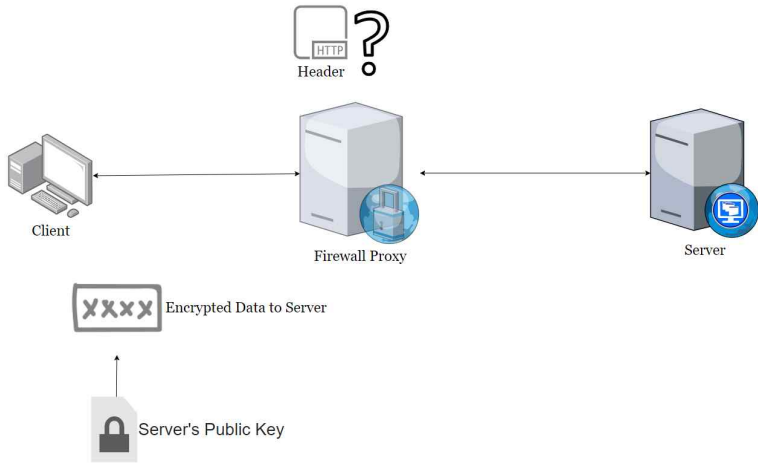 HTTP
Header
Client
Firewall Proxy
Server
XXXX
Encrypted Data to Server
Server's Public Key